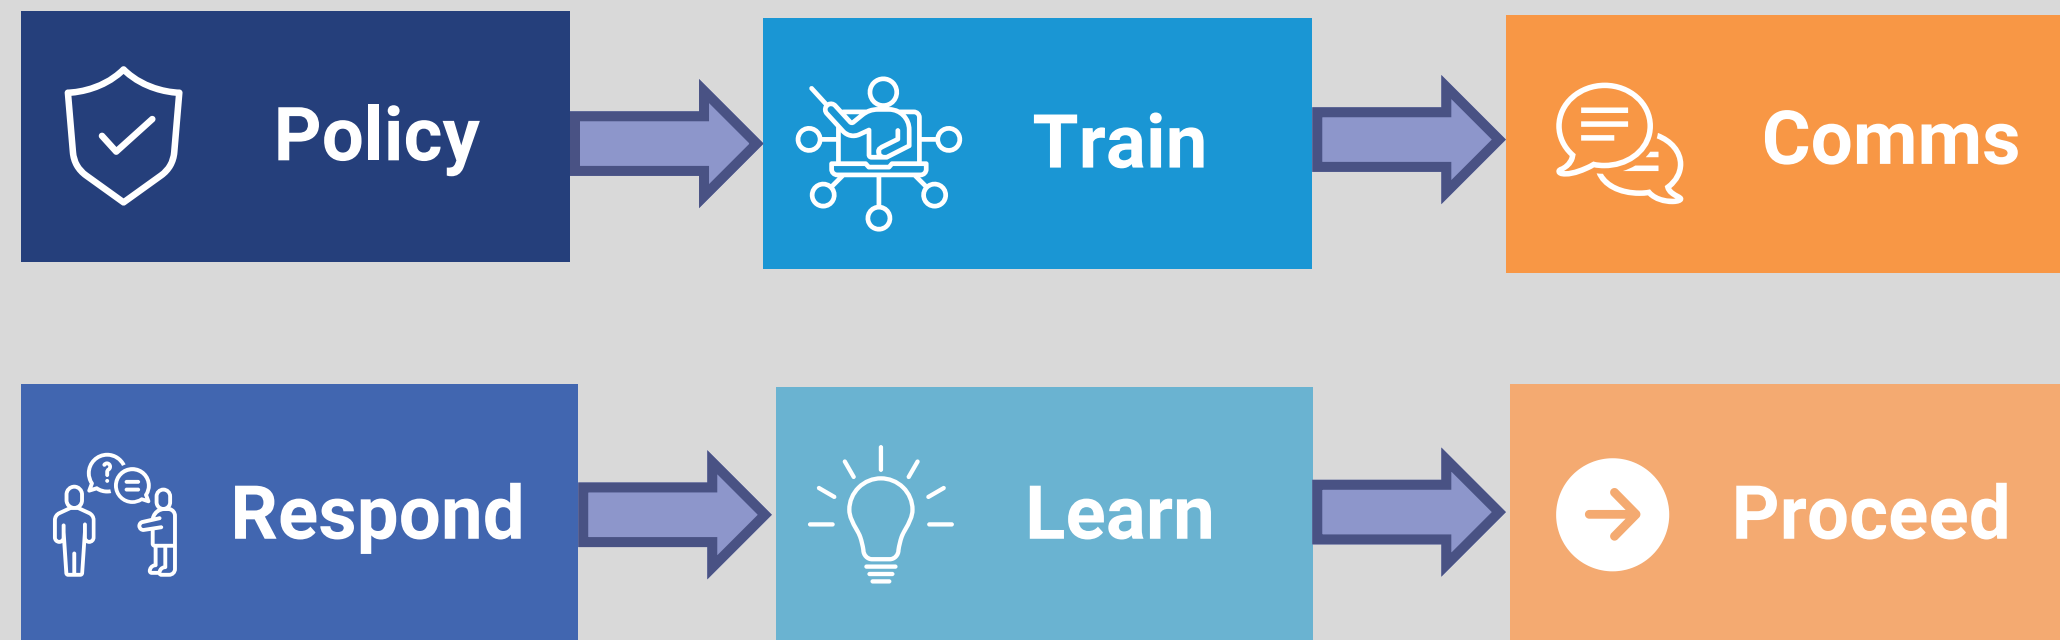 Policy
Train
Comms
?
Respond
Learn
Proceed